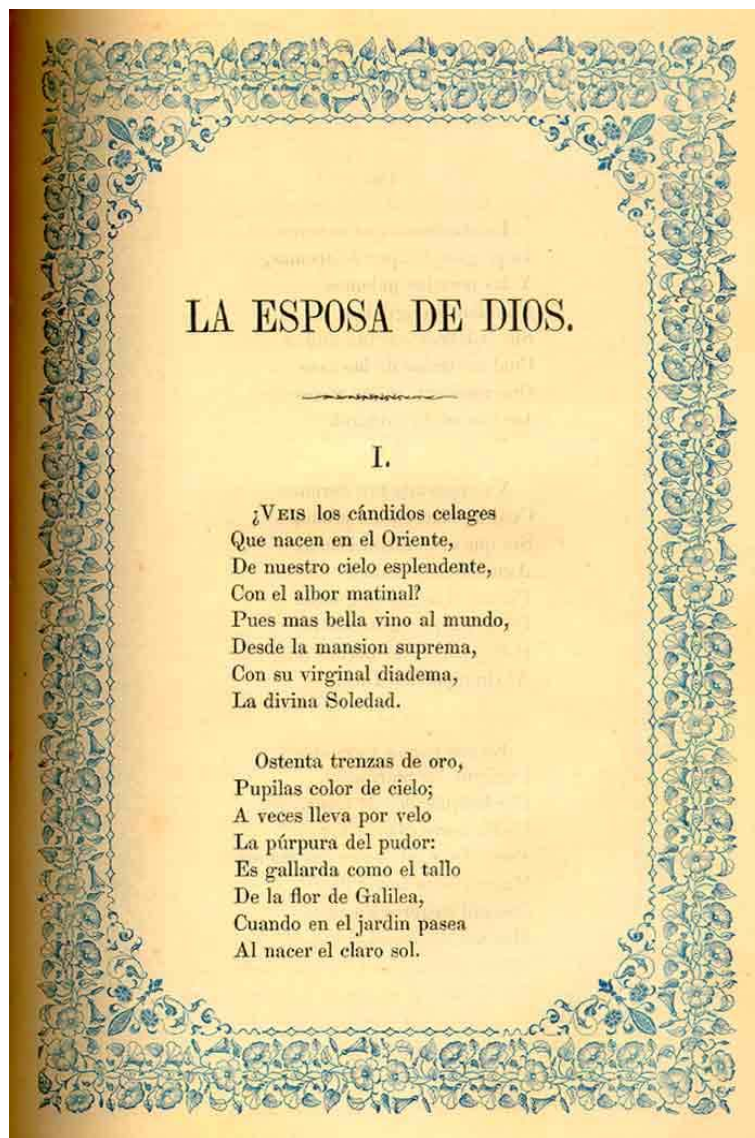 LA ESPOSA DE DIOS.
I.
¿VEIS los cándidos celages
Que nacen en el Oriente,
De nuestro cielo esplendente,
Con el albor matinal?
Pues mas bella vino al mundo,
Desde la mansion suprema,
Con su virginal diadema,
La divina Soledad.
Ostenta trenzas de oro,
Pupilas color de cielo;
A veces lleva por velo
La púrpura del pudor:
Es gallarda como el tallo
De la flor de Galilea,
Cuando en el jardin pasea
Al nacer el claro sol.